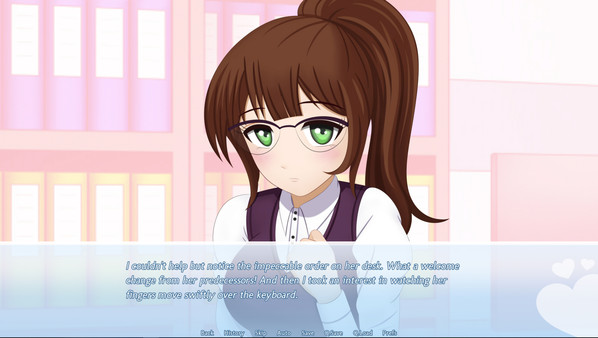 I couldn't help but notice the impeccable order on her desk. What a welcome
change from her predecessors! And then I took an interest in watching her
fingers move swiftly over the keyboard.
Back History Skip Auto Save Q.Save Q.Load Prefs